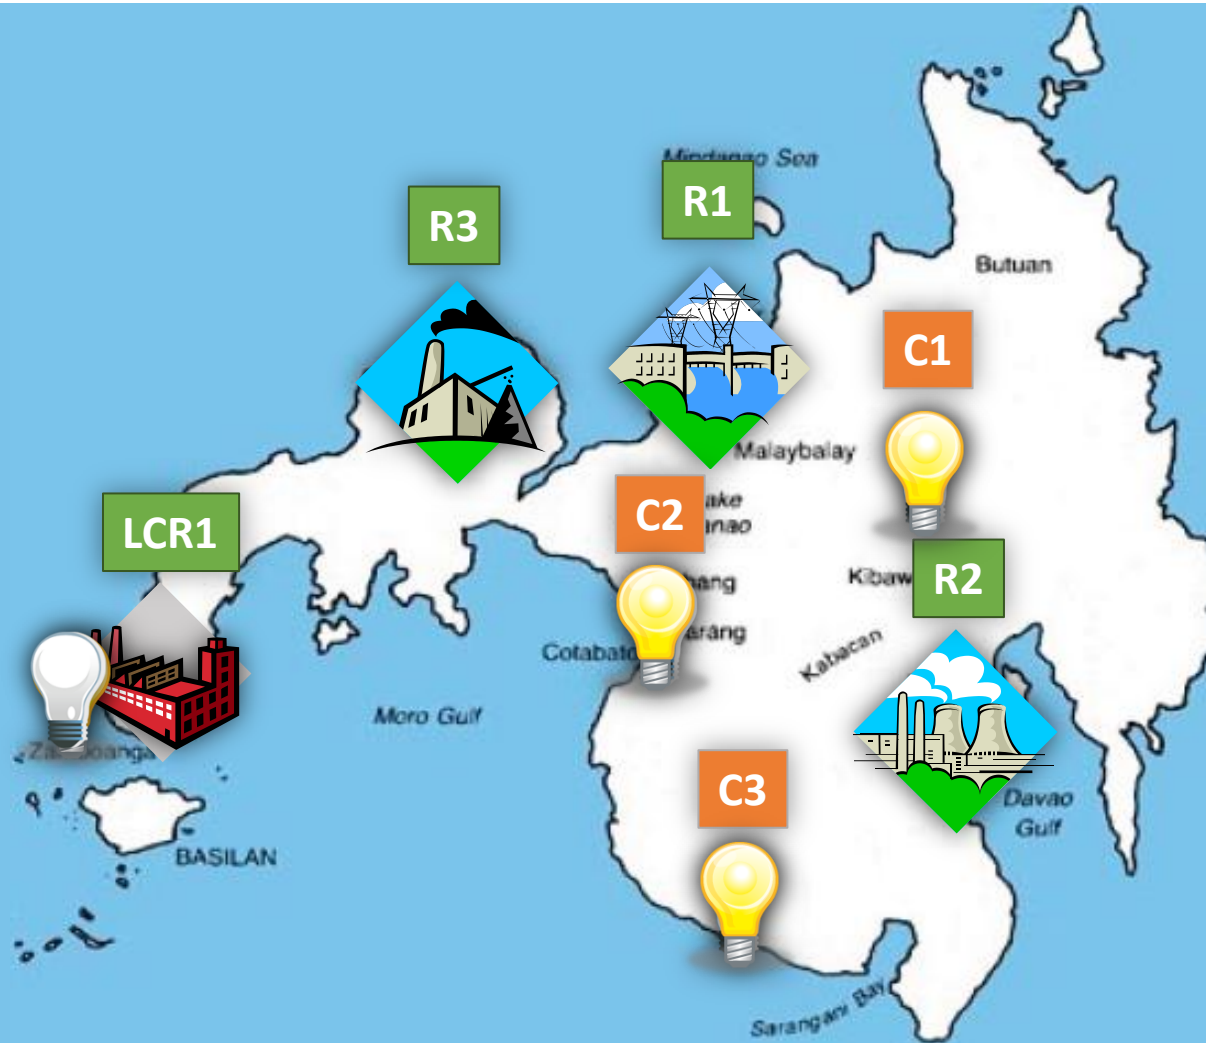 Mindanao Sea
R1
R3
Butuan
C1
Malaybalay
LCR1
C2
R2
Cotabato
Kabacan
Moro Gulf
C3
Davao
Gulf
BASILAN
Sarangani Bay